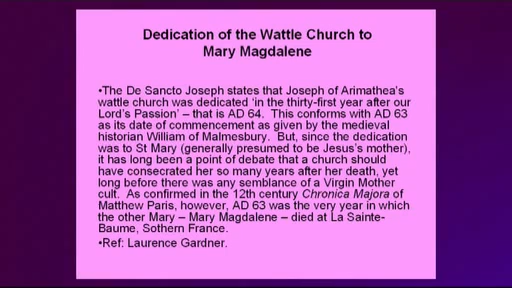 Dedication of the Wattle Church to
Mary Magdalene
•The De Sancto Joseph states that Joseph of Arimathea's
wattle church was dedicated 'in the thirty-first year after our
Lord's Passion' – that is AD 64.  This conforms with AD 63
as its date of commencement as given by the medieval
historian William of Malmesbury.  But, since the dedication
was to St Mary (generally presumed to be Jesus's mother),
it has long been a point of debate that a church should
have consecrated her so many years after her death, yet
long before there was any semblance of a Virgin Mother
cult.  As confirmed in the 12th century Chronica Majora of
Matthew Paris, however, AD 63 was the very year in which
the other Mary – Mary Magdalene – died at La Sainte-
Baume, Sothern France.
•Ref: Laurence Gardner.